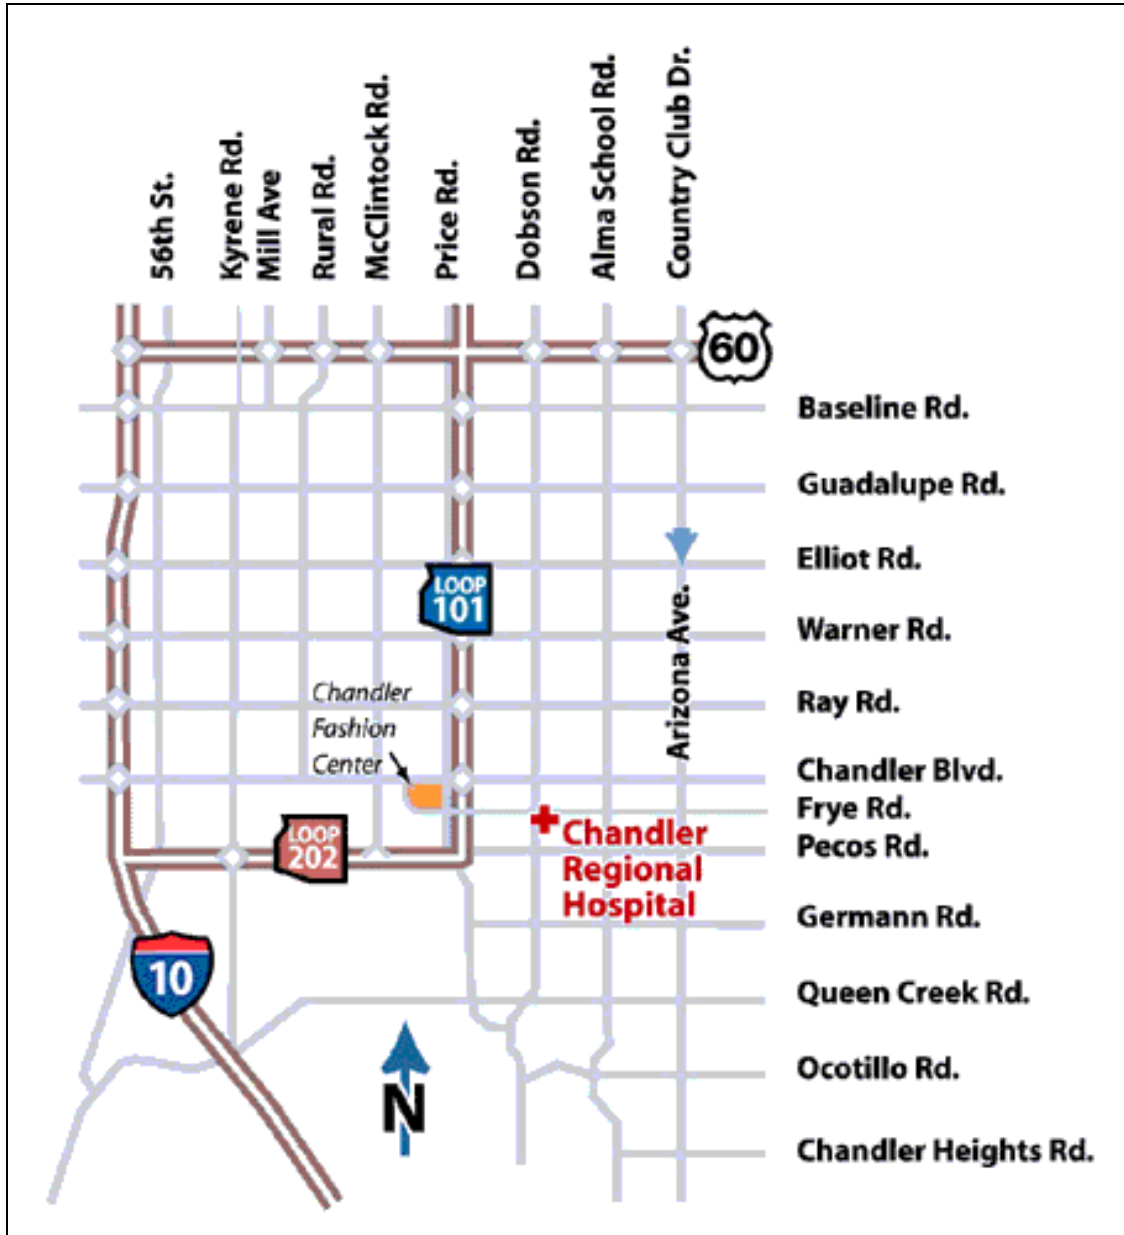 56th St.
Kyrene Rd.
Mill Ave
Rural Rd.
McClintock Rd.
Price Rd.
Dobson Rd.
Alma School Rd.
Country Club Dr.
60
Baseline Rd.
Guadalupe Rd.
Elliot Rd.
LOOP
101
Arizona Ave.
Warner Rd.
Chandler
Fashion
Center
Ray Rd.
Chandler Blvd.
Frye Rd.
LOOP
202
Chandler
Regional
Hospital
Pecos Rd.
Germann Rd.
10
Queen Creek Rd.
N
Ocotillo Rd.
Chandler Heights Rd.